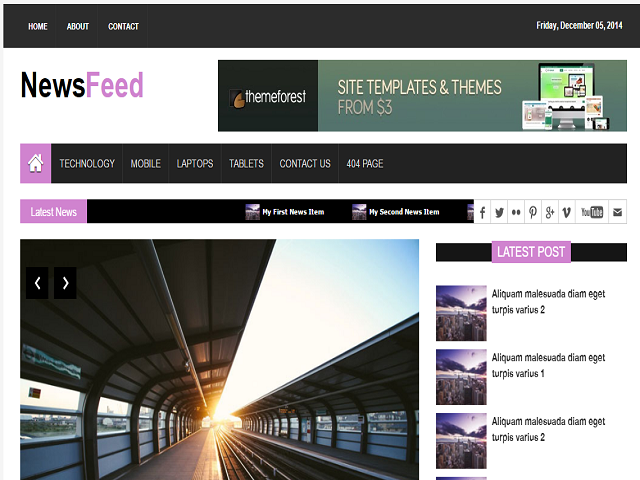 HOME ABOUT CONTACT Friday, December 05, 2014
NewsFeed
themeforest
SITE TEMPLATES & THEMES
FROM $3
TECHNOLOGY MOBILE LAPTOPS TABLETS CONTACT US 404 PAGE
Latest News My First News Item My Second News Item
You Tube
LATEST POST
Aliquam malesuada diam eget
turpis varius 2
Aliquam malesuada diam eget
turpis varius 1
Aliquam malesuada diam eget
turpis varius 2